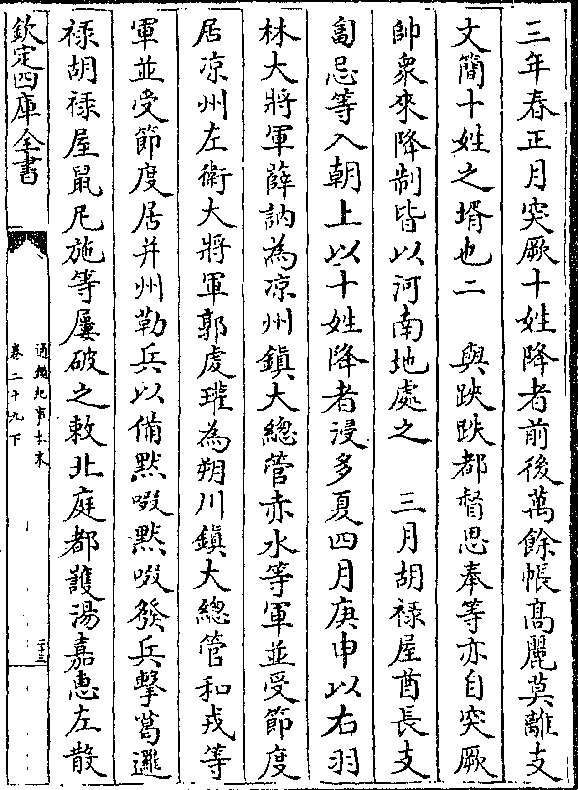 三年春正月突厥十姓降者前後萬餘帳髙麗莫離支
文簡十姓之壻也二　與跌跌都督思奉等亦自突厥
帥衆來降制皆以河南地處之　三月胡禄屋酋長支
匐忌等入朝上以十姓降者浸多夏四月庚申以右羽
林大將軍薛訥為凉州鎮大總管赤水等軍並受節度
居凉州左衛大將軍郭虔瓘為朔川鎮大總管和戎等
軍並受節度居并州勒兵以備黙啜黙啜發兵擊葛邏
禄胡禄屋鼠尼施等屢破之敕北庭都護湯嘉恵左散
欽定四庫全書
通鑑紀事本末
卷二十九下
二十三